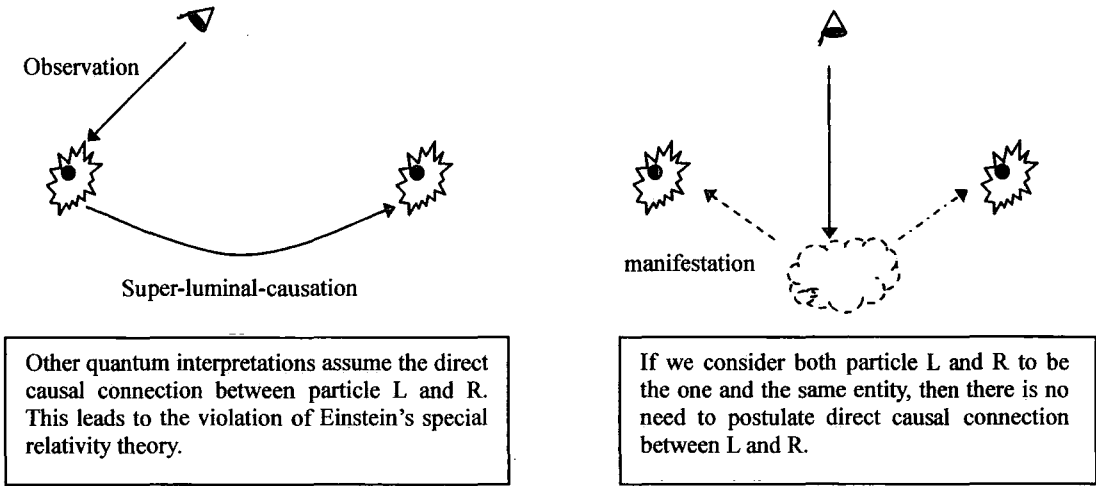 Observation
Super-luminal-causation
Other quantum interpretations assume the direct
causal connection between particle L and R.
This leads to the violation of Einstein's special
relativity theory.
manifestation
If we consider both particle L and R to be
the one and the same entity, then there is no
need to postulate direct causal connection
between L and R.